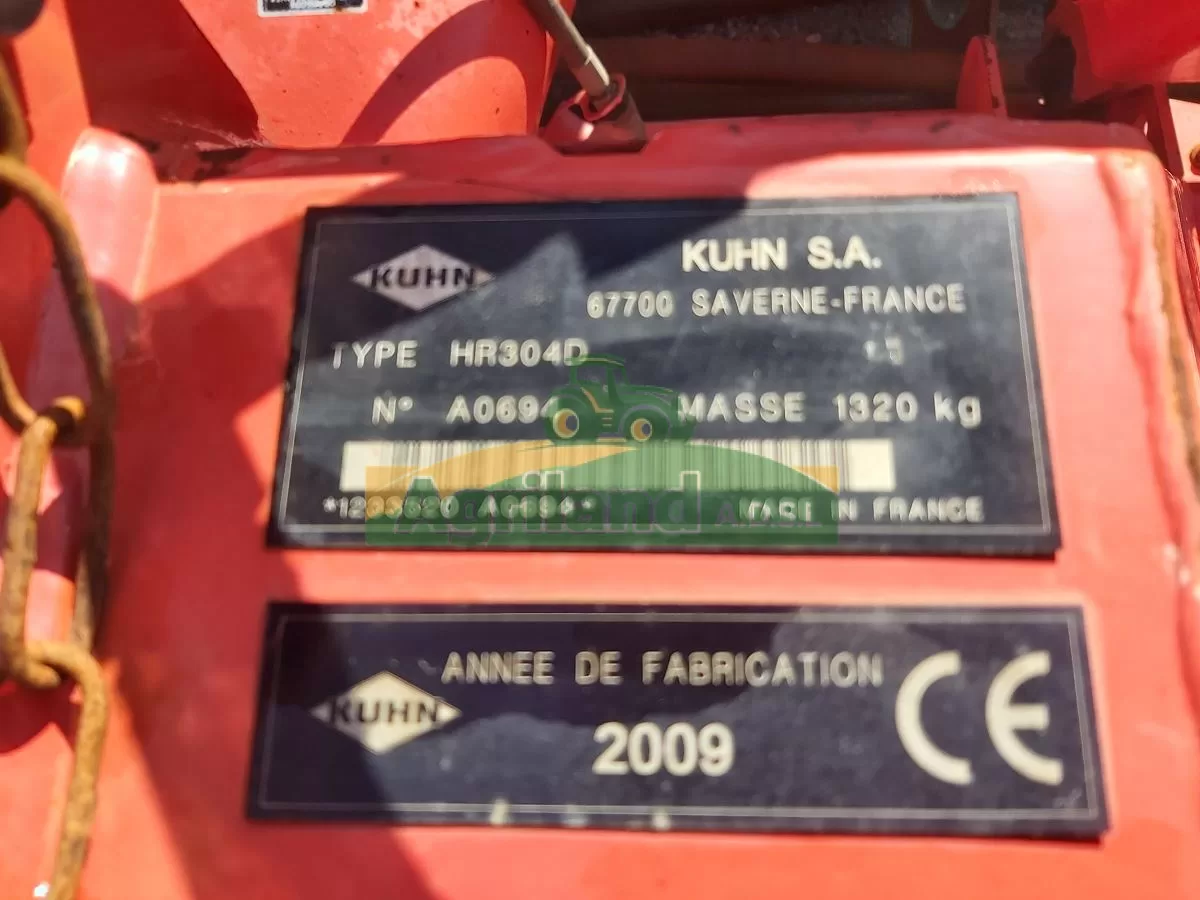 KUHN
KUHN S.A.
67700 SAVERNE-FRANCE
TYPE HR304D
N° A0694 MASSE 1320 kg
Agriland
MADE IN FRANCE
KUHN
ANNEE DE FABRICATION
2009
CE